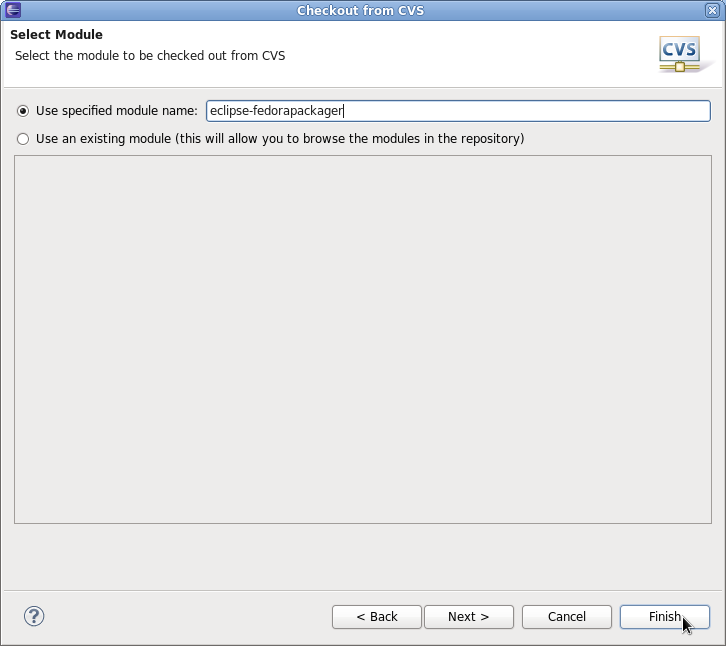 Checkout from CVS
Select Module
Select the module to be checked out from CVS
CVS
Use specified module name: eclipse-fedorapackager
Use an existing module (this will allow you to browse the modules in the repository)
? < Back Next > Cancel Finish